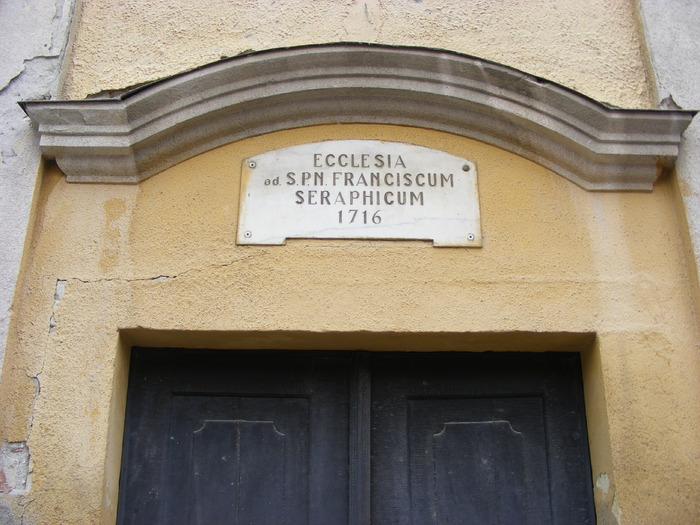 ECCLESIA
ad. S.P.N. FRANCISCUM
SERAPHICUM
1716